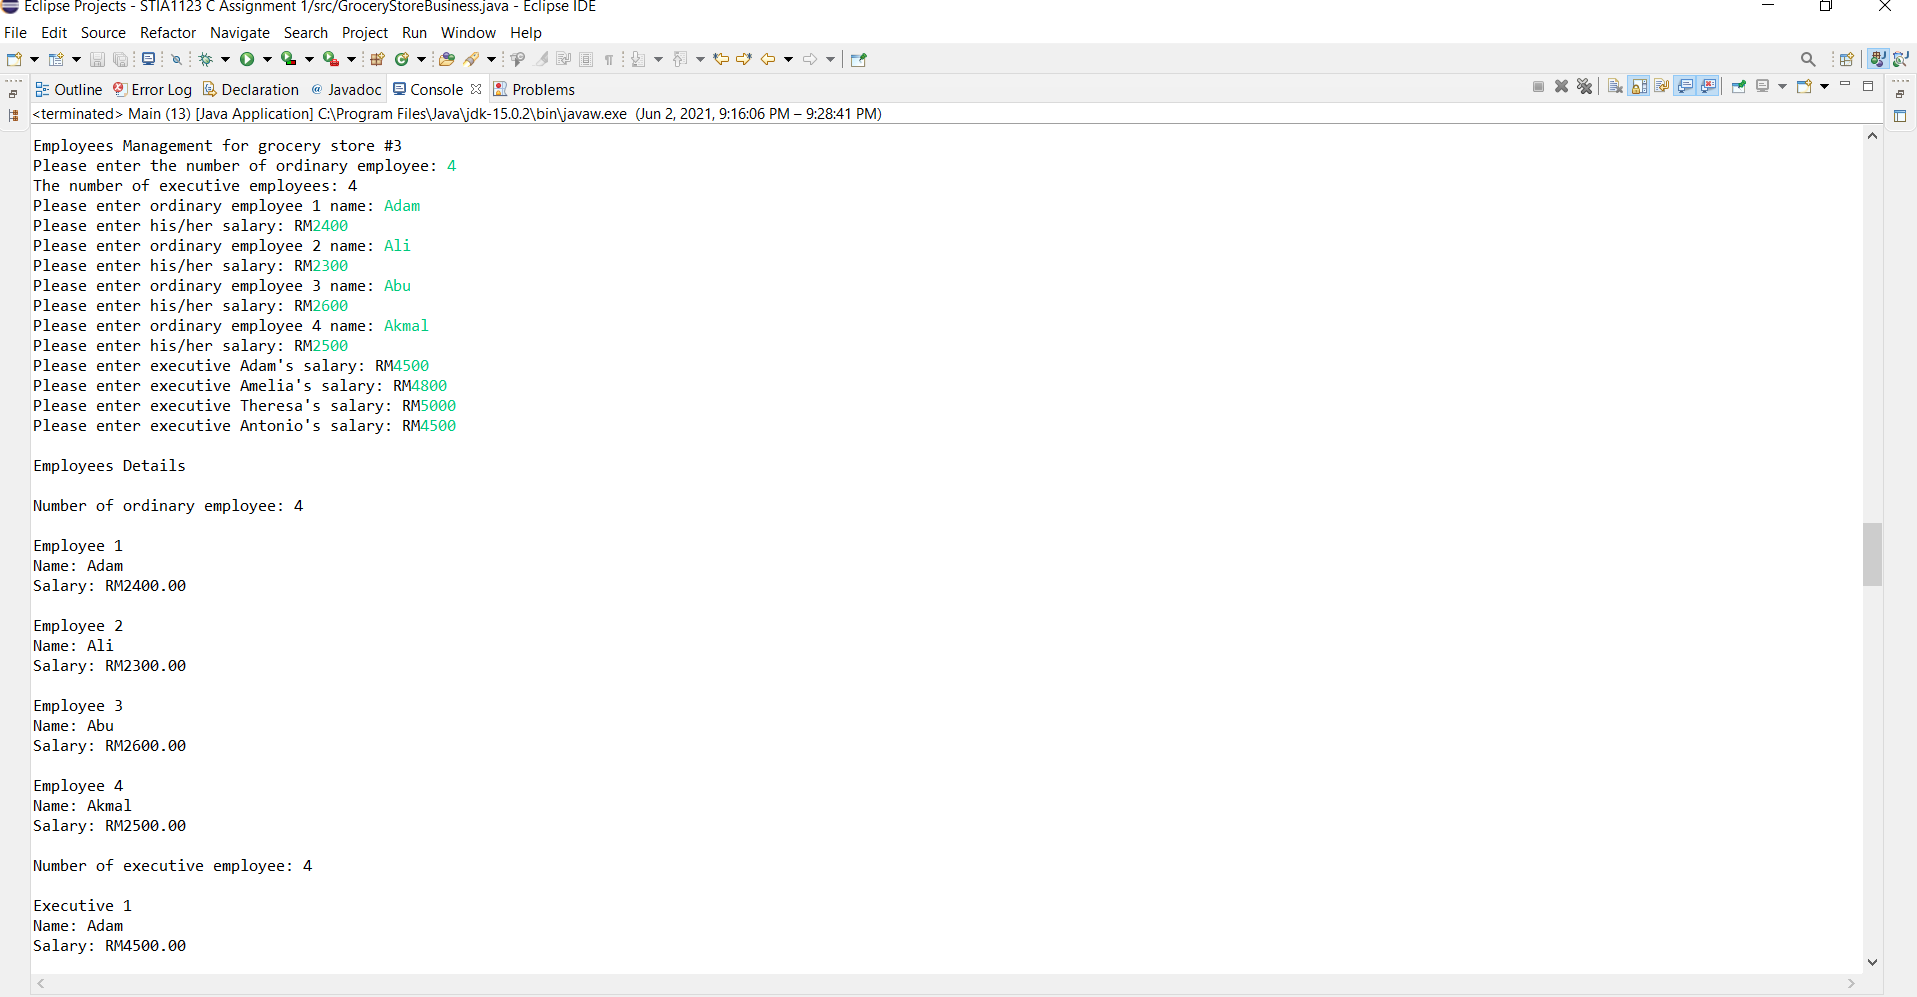 Eclipse Projects - STIA1123 C Assignment 1/src/GroceryStoreBusiness.java - Eclipse IDE
File Edit Source Refactor Navigate Search Project Run Window Help
Outline Error Log Declaration @ Javadoc Console Problems
<terminated> Main (13) [Java Application] C:\Program Files\Java\jdk-15.0.2\bin\javaw.exe (Jun 2, 2021, 9:16:06 PM – 9:28:41 PM)
Employees Management for grocery store #3
Please enter the number of ordinary employee: 4
The number of executive employees: 4
Please enter ordinary employee 1 name: Adam
Please enter his/her salary: RM2400
Please enter ordinary employee 2 name: Ali
Please enter his/her salary: RM2300
Please enter ordinary employee 3 name: Abu
Please enter his/her salary: RM2600
Please enter ordinary employee 4 name: Akmal
Please enter his/her salary: RM2500
Please enter executive Adam's salary: RM4500
Please enter executive Amelia's salary: RM4800
Please enter executive Theresa's salary: RM5000
Please enter executive Antonio's salary: RM4500
Employees Details
Number of ordinary employee: 4
Employee 1
Name: Adam
Salary: RM2400.00
Employee 2
Name: Ali
Salary: RM2300.00
Employee 3
Name: Abu
Salary: RM2600.00
Employee 4
Name: Akmal
Salary: RM2500.00
Number of executive employee: 4
Executive 1
Name: Adam
Salary: RM4500.00